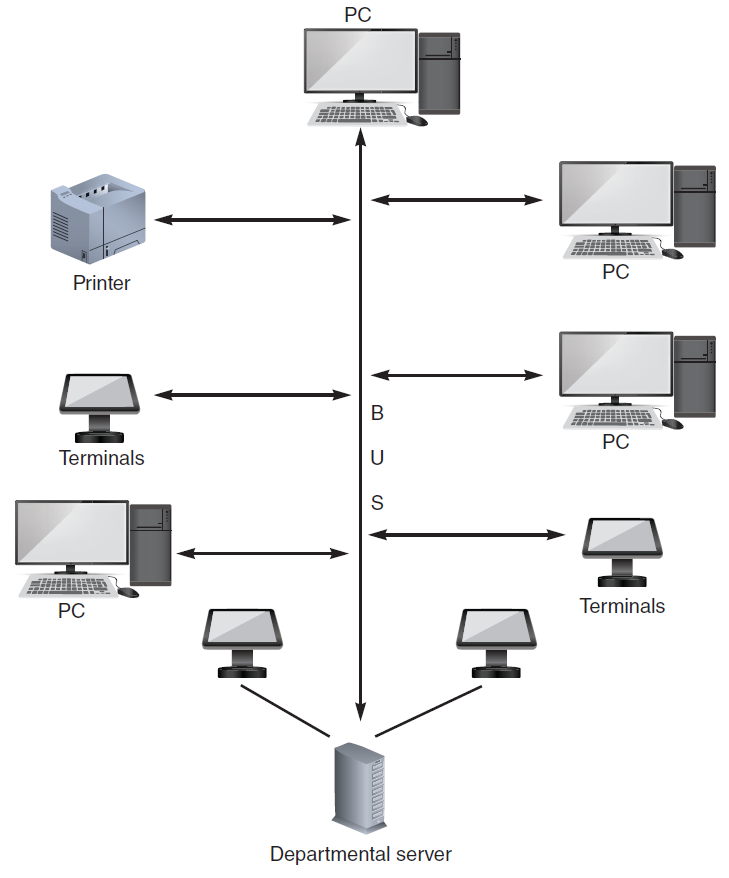 PC
PC
Printer
B
U
S
PC
Terminals
PC
Terminals
Departmental server